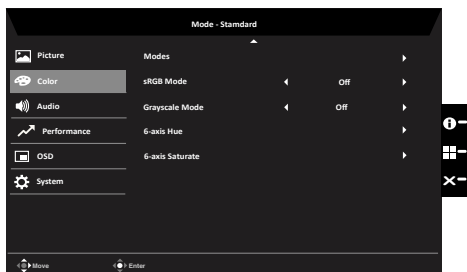 Mode - Stamdard
Picture
Color
Audio
Performance
OSD
System
Modes
sRGB Mode Off
Grayscale Mode Off
6-axis Hue
6-axis Saturate
Move Enter